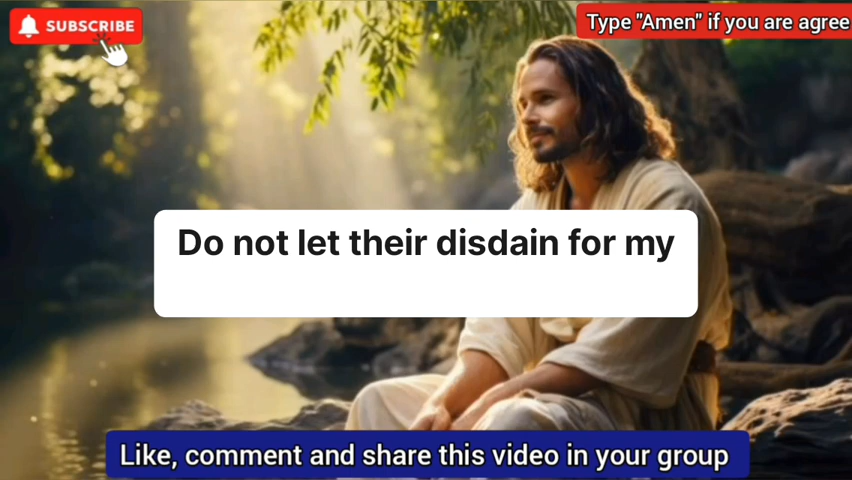 SUBSCRIBE
Type "Amen" if you are agree
Do not let their disdain for my
Like, comment and share this video in your group